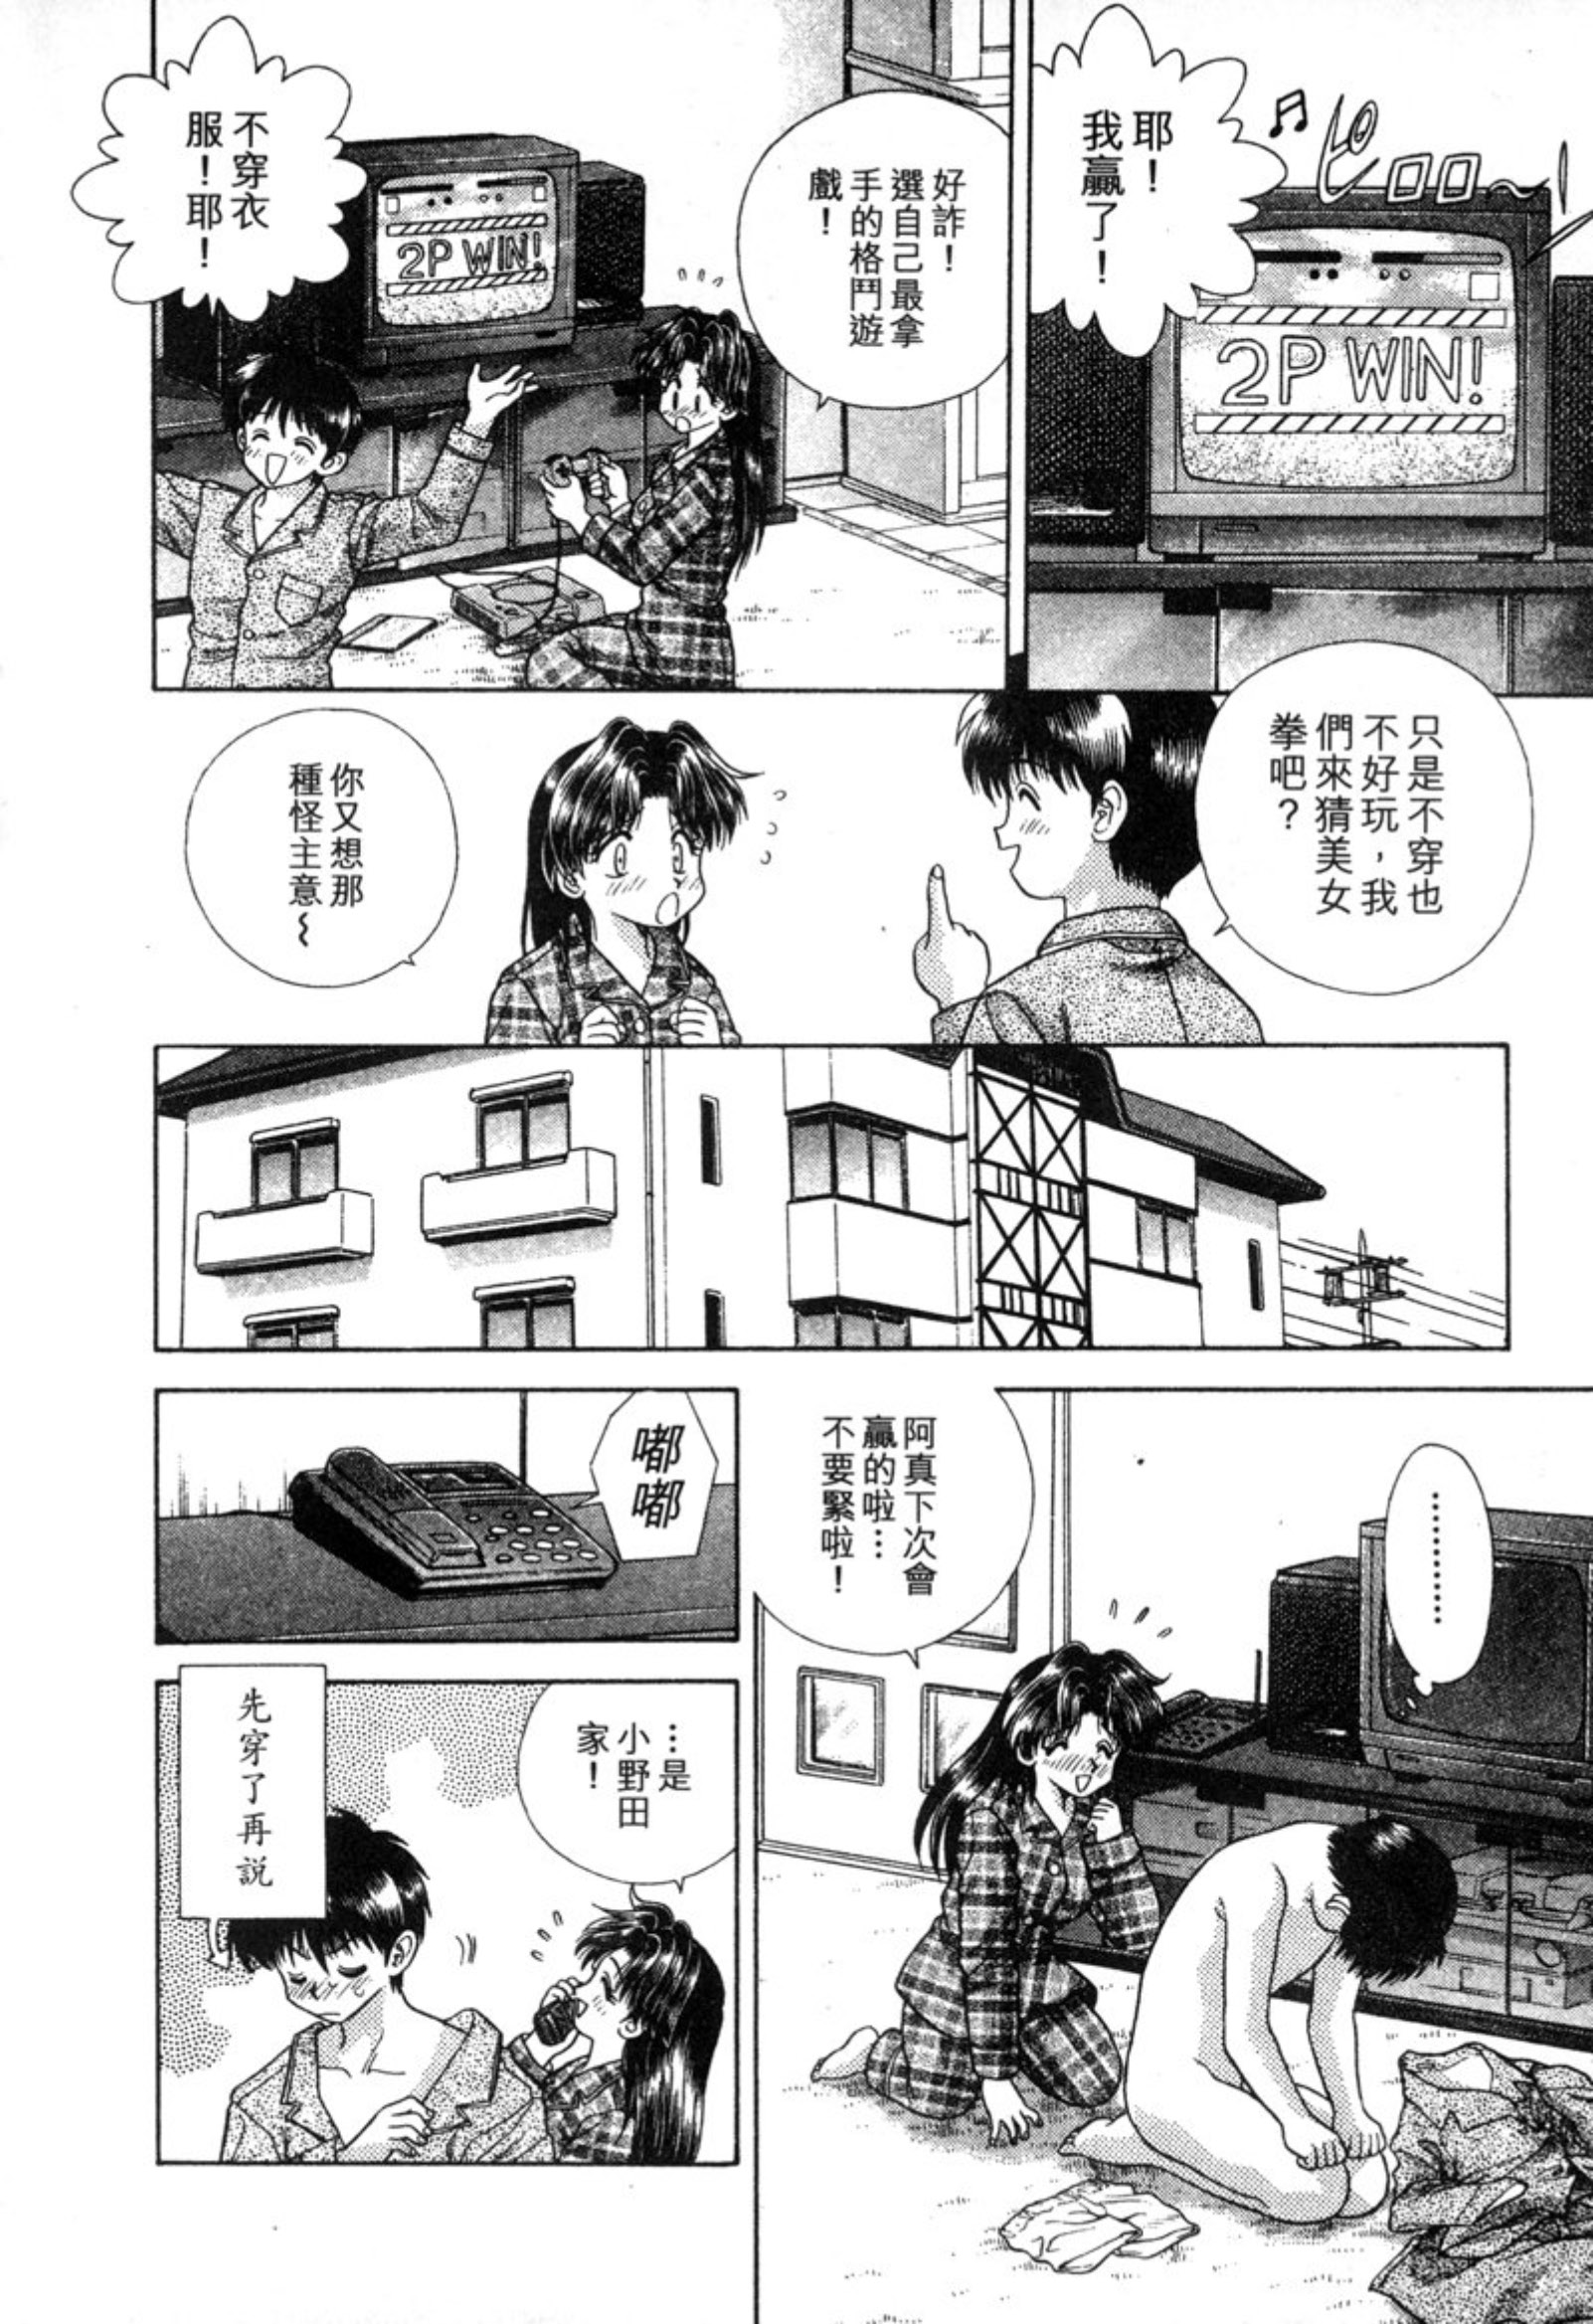 耶！
我贏了！
♬ピロロ〜
2P WIN!
好詐！
選自己最拿
手的格鬥遊
戲！
2P WIN!
不穿衣
服！耶！
只是不穿也
不好玩，我
們來猜美女
拳吧？
你又想那
種怪主意~
…………
阿真下次會
贏的啦…
不要緊啦！
嘟嘟
…是
小野田
家！
先穿了再說